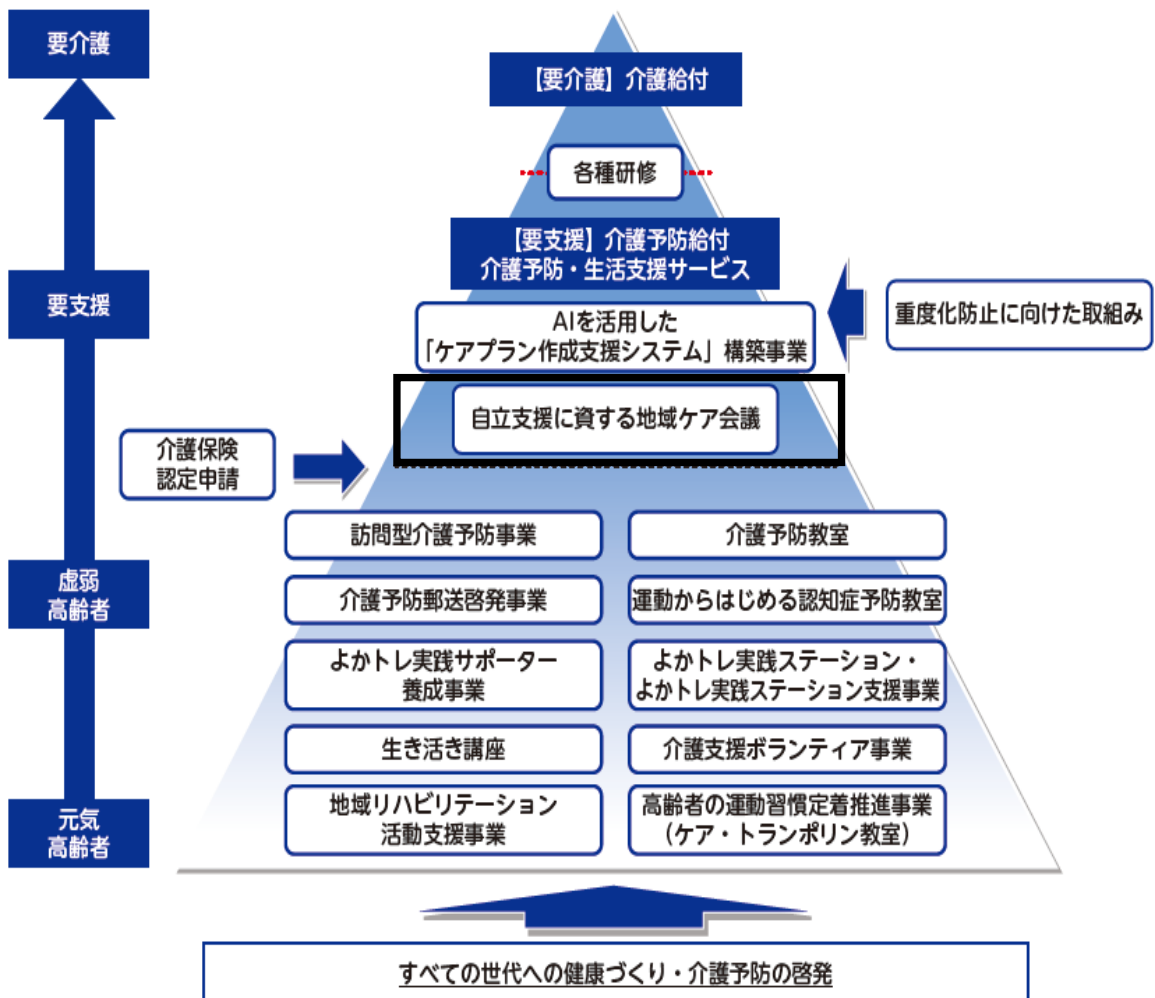 要介護
【要介護】介護給付
各種研修
【要支援】介護予防給付
介護予防・生活支援サービス
要支援
重度化防止に向けた取組み
AIを活用した
「ケアプラン作成支援システム」構築事業
自立支援に資する地域ケア会議
介護保険
認定申請
訪問型介護予防事業
介護予防教室
虚弱
高齢者
介護予防郵送啓発事業
運動からはじめる認知症予防教室
よかトレ実践サポーター
養成事業
よかトレ実践ステーション・
よかトレ実践ステーション支援事業
生き活き講座
介護支援ボランティア事業
元気
高齢者
地域リハビリテーション
活動支援事業
高齢者の運動習慣定着推進事業
（ケア・トランポリン教室）
すべての世代への健康づくり・介護予防の啓発